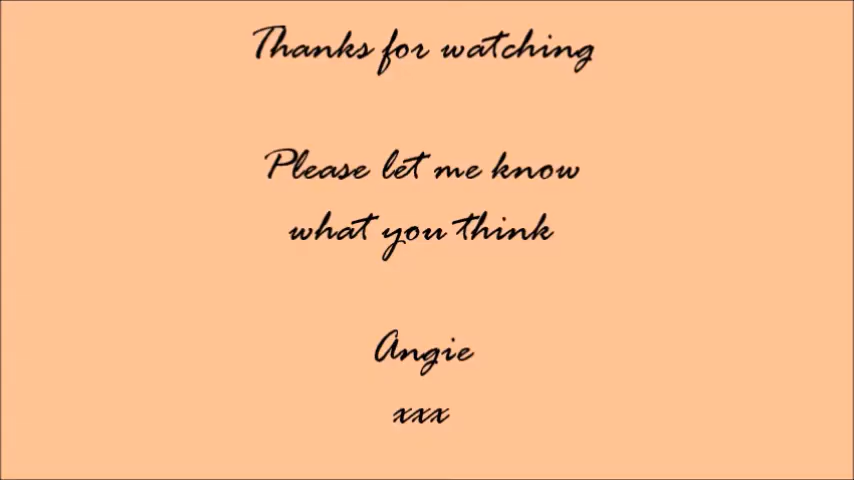 Thanks for watching
Please let me know
what you think
Angie
xxx